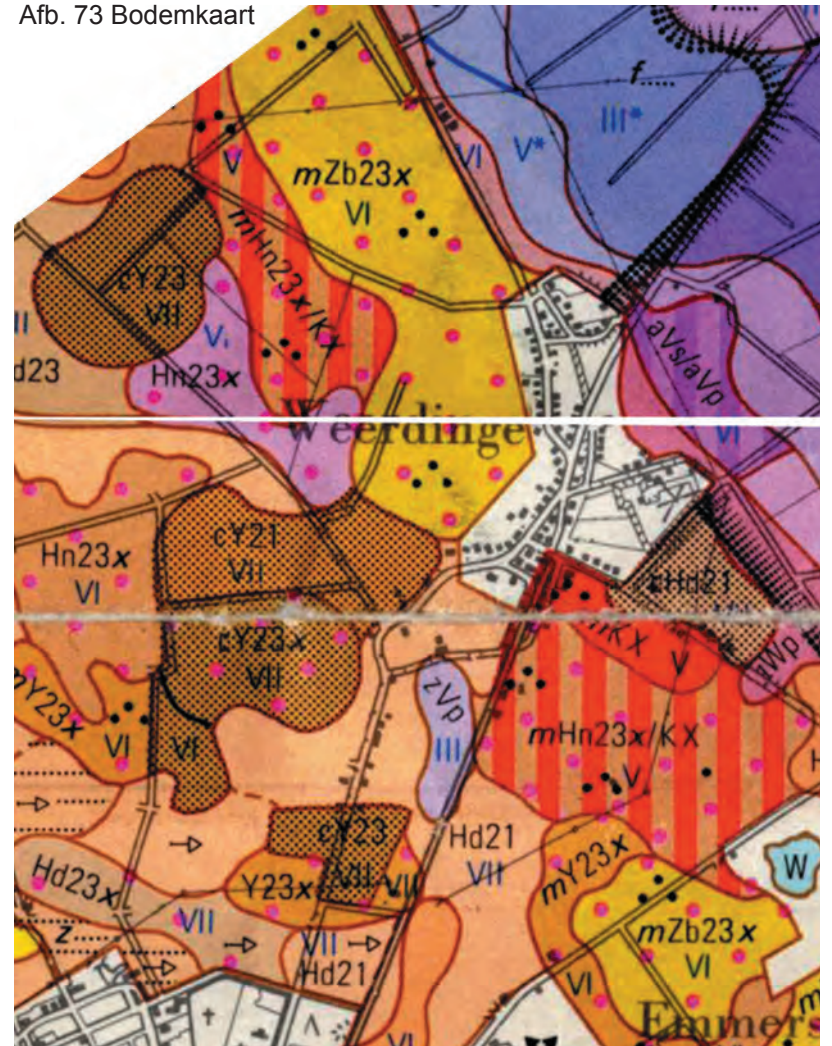 Afb. 73 Bodemkaart
f.....
III*
V*
VI
V
mZb23x
VI
mHn23x/KX
cY23
VII
V
Hn23x
d23
aVs/aVp
VI
Weerdinge
cY21
VII
Hn23x
VI
cHd21
KX
V
cY23x
VII
mY23x
VI
VI
zVp
III
mHn23x/KX
V
cY23
VII
VII
Hd21
VII
mY23x
W
Hd23x
Y23x
VII
z.....
VII
Hd21
mZb23x
VI
VI
VI
Emmers